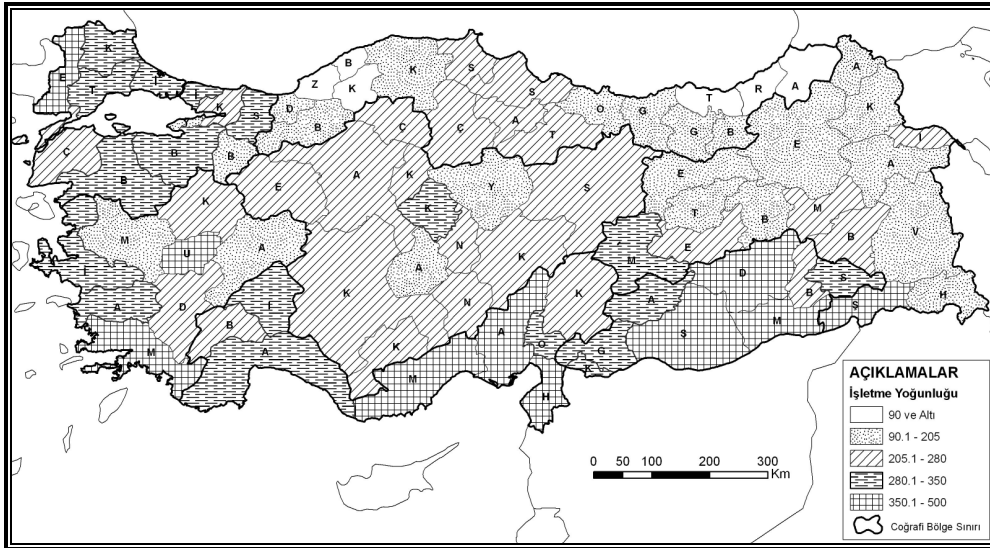 K
B
S
K
A
E
Z
K
T
İ
İ
S
R
A
T
K
O
G
K
D
S
Ç
A
B
Ç
T
G
B
İ
E
Ç
B
B
A
K
E
A
B
Y
S
E
A
K
K
T
B
M
V
M
U
A
N
E
B
K
M
İ
A
K
D
S
A
D
İ
K
N
K
A
B
H
B
M
A
K
A
O
G
K
Ş
M
Ş
M
H
AÇIKLAMALAR
İşletme Yoğunluğu
90 ve Altı
90.1 - 205
205.1 - 280
280.1 - 350
350.1 - 500
Coğrafi Bölge Sınırı
0 50 100 200 300
Km